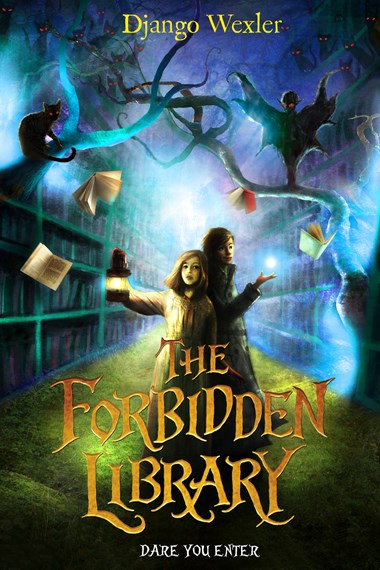 Django Wexler
THE
FORBIDDEN
LIBRARY
DARE YOU ENTER